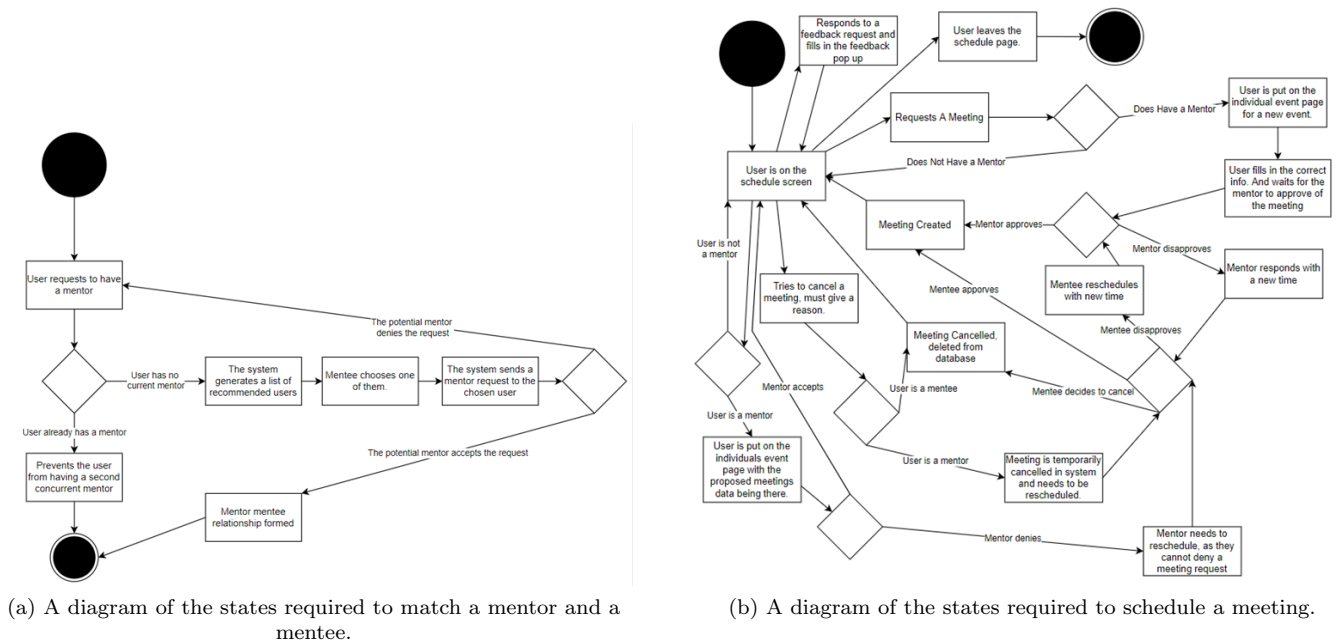 User requests to have
a mentor
The potential mentor
denies the request
User has no
current mentor
The system
generates a list of
recommended users
Mentee chooses one
of them.
The system sends a
mentor request to the
chosen user
User already has a mentor
The potential mentor accepts the request
Prevents the user
from having a second
concurrent mentor
Mentor mentee
relationship formed
(a) A diagram of the states required to match a mentor and a
mentee.
Responds to a
feedback request and
fills in the feedback
pop up
User leaves the
schedule page.
Requests A Meeting
Does Have a Mentor
User is put on the
individual event page
for a new event.
Does Not Have a Mentor
User is on the
schedule screen
User fills in the correct
info. And waits for the
mentor to approve of
the meeting
Meeting Created
Mentor approves
Mentor disapproves
User is not
a mentor
Mentor responds with
a new time
Tries to cancel a
meeting, must give a
reason.
Mentee apporves
Mentee reschedules
with new time
Mentee disapproves
Meeting Cancelled,
deleted from
database
Mentor accepts
User is a mentee
Mentee decides to cancel
User is a mentor
User is put on the
individuals event
page with the
proposed meetings
data being there.
User is a mentor
Meeting is temporarily
cancelled in system
and needs to be
rescheduled.
Mentor denies
Mentor needs to
reschedule, as they
cannot deny a
meeting request
(b) A diagram of the states required to schedule a meeting.